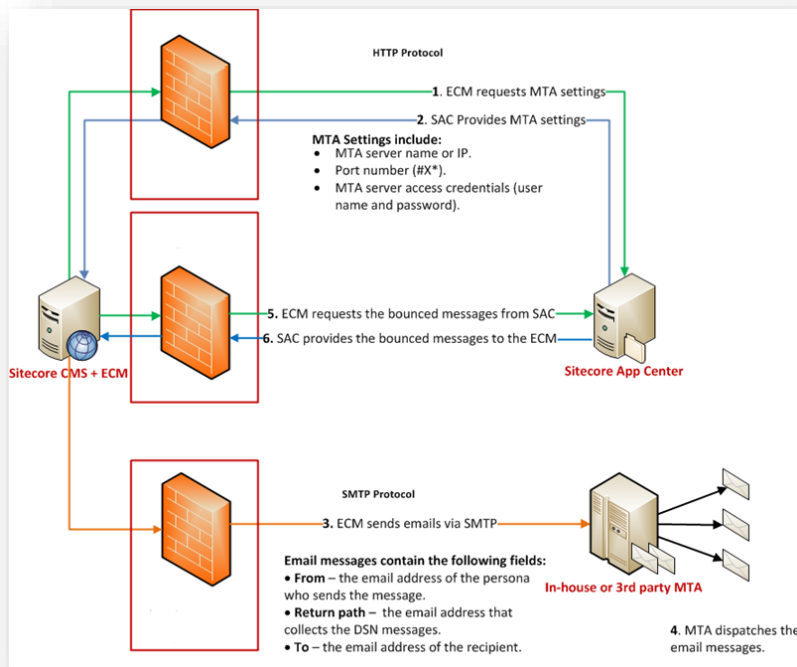 HTTP Protocol
1. ECM requests MTA settings
2. SAC Provides MTA settings
MTA Settings include:
• MTA server name or IP.
• Port number (#X*).
• MTA server access credentials (user
name and password).
5. ECM requests the bounced messages from SAC
6. SAC provides the bounced messages to the ECM
Sitecore CMS + ECM
Sitecore App Center
SMTP Protocol
3. ECM sends emails via SMTP
Email messages contain the following fields:
• From – the email address of the persona
who sends the message.
• Return path – the email address that
collects the DSN messages.
• To – the email address of the recipient.
In-house or 3rd party MTA
4. MTA dispatches the
email messages.